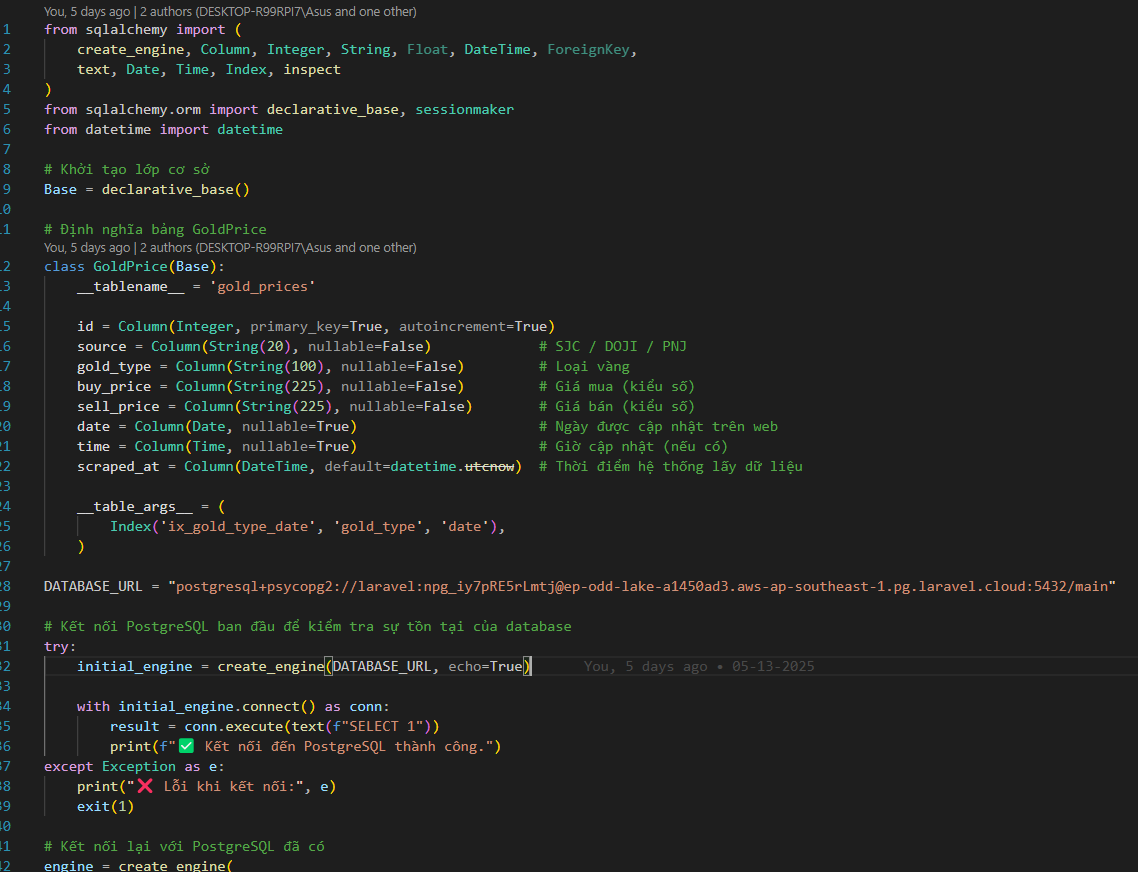 You, 5 days ago | 2 authors (DESKTOP-R99RPI7\Asus and one other)
1 from sqlalchemy import (
2     create_engine, Column, Integer, String, Float, DateTime, ForeignKey,
3     text, Date, Time, Index, inspect
4 )
5 from sqlalchemy.orm import declarative_base, sessionmaker
6 from datetime import datetime
7
8 # Khởi tạo lớp cơ sở
9 Base = declarative_base()
10
11 # Định nghĩa bảng GoldPrice
You, 5 days ago | 2 authors (DESKTOP-R99RPI7\Asus and one other)
12 class GoldPrice(Base):
13     __tablename__ = 'gold_prices'
14
15     id = Column(Integer, primary_key=True, autoincrement=True)
16     source = Column(String(20), nullable=False)             # SJC / DOJI / PNJ
17     gold_type = Column(String(100), nullable=False)         # Loại vàng
18     buy_price = Column(String(225), nullable=False)         # Giá mua (kiểu số)
19     sell_price = Column(String(225), nullable=False)        # Giá bán (kiểu số)
20     date = Column(Date, nullable=True)                      # Ngày được cập nhật trên web
21     time = Column(Time, nullable=True)                      # Giờ cập nhật (nếu có)
22     scraped_at = Column(DateTime, default=datetime.utcnow)  # Thời điểm hệ thống lấy dữ liệu
23
24     __table_args__ = (
25         Index('ix_gold_type_date', 'gold_type', 'date'),
26     )
27
28 DATABASE_URL = "postgresql+psycopg2://laravel:npg_iy7pRE5rLmtj@ep-odd-lake-a1450ad3.aws-ap-southeast-1.pg.laravel.cloud:5432/main"
29
30 # Kết nối PostgreSQL ban đầu để kiểm tra sự tồn tại của database
31 try:
32     initial_engine = create_engine(DATABASE_URL, echo=True)      You, 5 days ago • 05-13-2025
33
34     with initial_engine.connect() as conn:
35         result = conn.execute(text(f"SELECT 1"))
36         print(f"✅ Kết nối đến PostgreSQL thành công.")
37 except Exception as e:
38     print("❌ Lỗi khi kết nối:", e)
39     exit(1)
40
41 # Kết nối lại với PostgreSQL đã có
42 engine = create_engine(